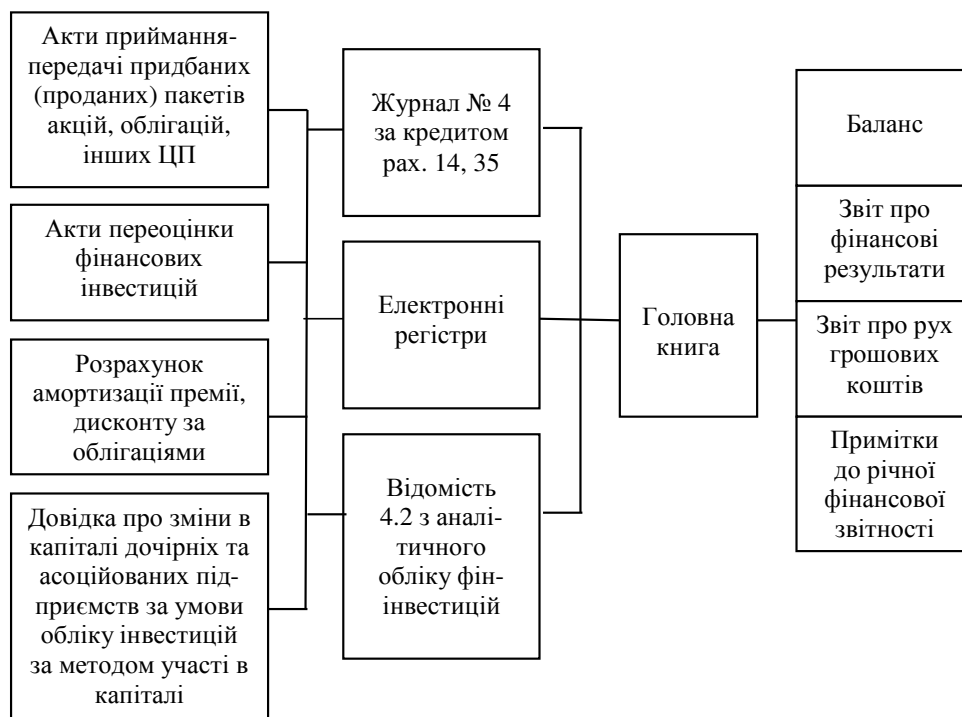 Акти приймання-
передачі придбаних
(проданих) пакетів
акцій, облігацій,
інших ЦП
Акти переоцінки
фінансових
інвестицій
Розрахунок
амортизації премії,
дисконту за
облігаціями
Довідка про зміни в
капіталі дочірніх та
асоційованих під-
приємств за умови
обліку інвестицій
за методом участі в
капіталі
Журнал № 4
за кредитом
рах. 14, 35
Електронні
регістри
Відомість
4.2 з аналі-
тичного
обліку фін-
інвестицій
Головна
книга
Баланс
Звіт про
фінансові
результати
Звіт про рух
грошових
коштів
Примітки
до річної
фінансової
звітності